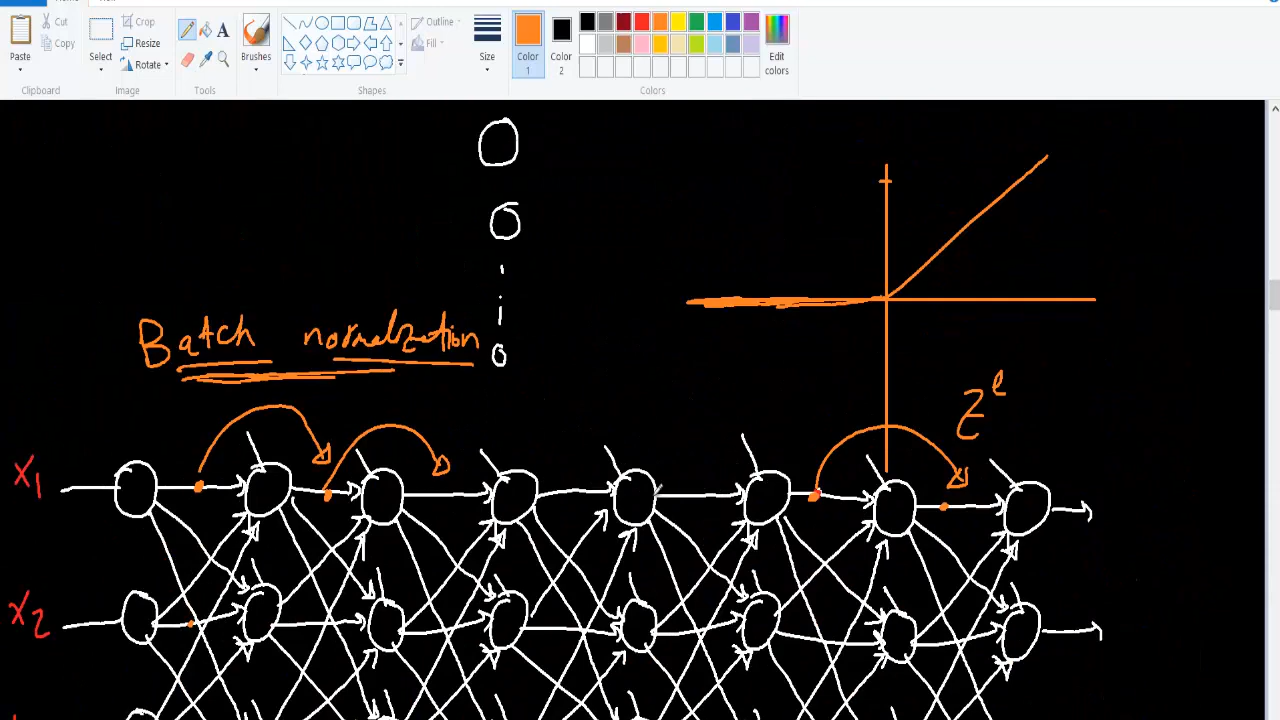 Cut
Copy
Paste
Clipboard
Crop
Resize
Rotate
Select
Image
A
Tools
Brushes
Shapes
Outline
Fill
Size
Color
1
Color
2
Edit
colors
Colors
Batch normalization
Z^l
X1
X2